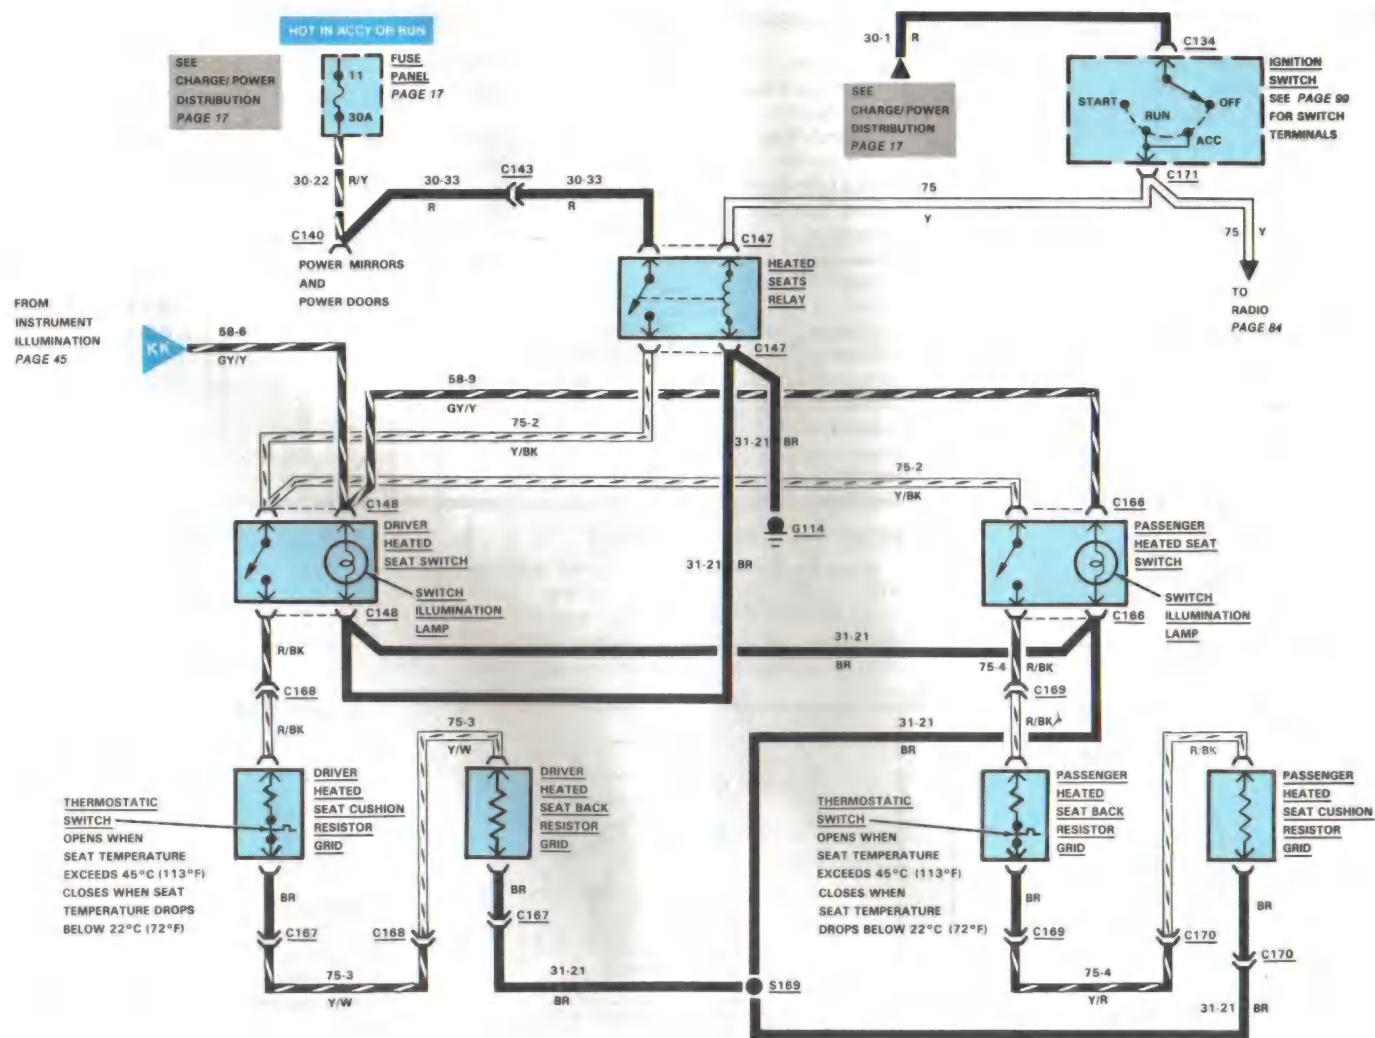 HOT IN ACCY OR RUN
SEE
CHARGE/POWER
DISTRIBUTION
PAGE 17
11
30A
FUSE
PANEL
PAGE 17
30-1
R
SEE
CHARGE/POWER
DISTRIBUTION
PAGE 17
C134
START
RUN
OFF
ACC
IGNITION
SWITCH
SEE PAGE 99
FOR SWITCH
TERMINALS
C171
30-22
R/Y
30-33
R
C143
30-33
R
75
Y
75
Y
TO
RADIO
PAGE 84
C140
POWER MIRRORS
AND
POWER DOORS
C147
HEATED
SEATS
RELAY
C147
FROM
INSTRUMENT
ILLUMINATION
PAGE 45
KK
58-6
GY/Y
58-9
GY/Y
75-2
Y/BK
31-21
BR
75-2
Y/BK
G114
C148
DRIVER
HEATED
SEAT SWITCH
SWITCH
ILLUMINATION
LAMP
C148
31-21
BR
C166
PASSENGER
HEATED SEAT
SWITCH
SWITCH
ILLUMINATION
LAMP
C166
31-21
BR
R/BK
C168
R/BK
75-4
R/BK
C169
R/BK
75-3
Y/W
31-21
BR
R/BK
THERMOSTATIC
SWITCH
OPENS WHEN
SEAT TEMPERATURE
EXCEEDS 45°C (113°F)
CLOSES WHEN SEAT
TEMPERATURE DROPS
BELOW 22°C (72°F)
DRIVER
HEATED
SEAT CUSHION
RESISTOR
GRID
DRIVER
HEATED
SEAT BACK
RESISTOR
GRID
THERMOSTATIC
SWITCH
OPENS WHEN
SEAT TEMPERATURE
EXCEEDS 45°C (113°F)
CLOSES WHEN
SEAT TEMPERATURE
DROPS BELOW 22°C (72°F)
PASSENGER
HEATED
SEAT BACK
RESISTOR
GRID
PASSENGER
HEATED
SEAT CUSHION
RESISTOR
GRID
BR
C167
C168
BR
C167
BR
C169
C170
BR
C170
75-3
Y/W
31-21
BR
S169
75-4
Y/R
31-21
BR